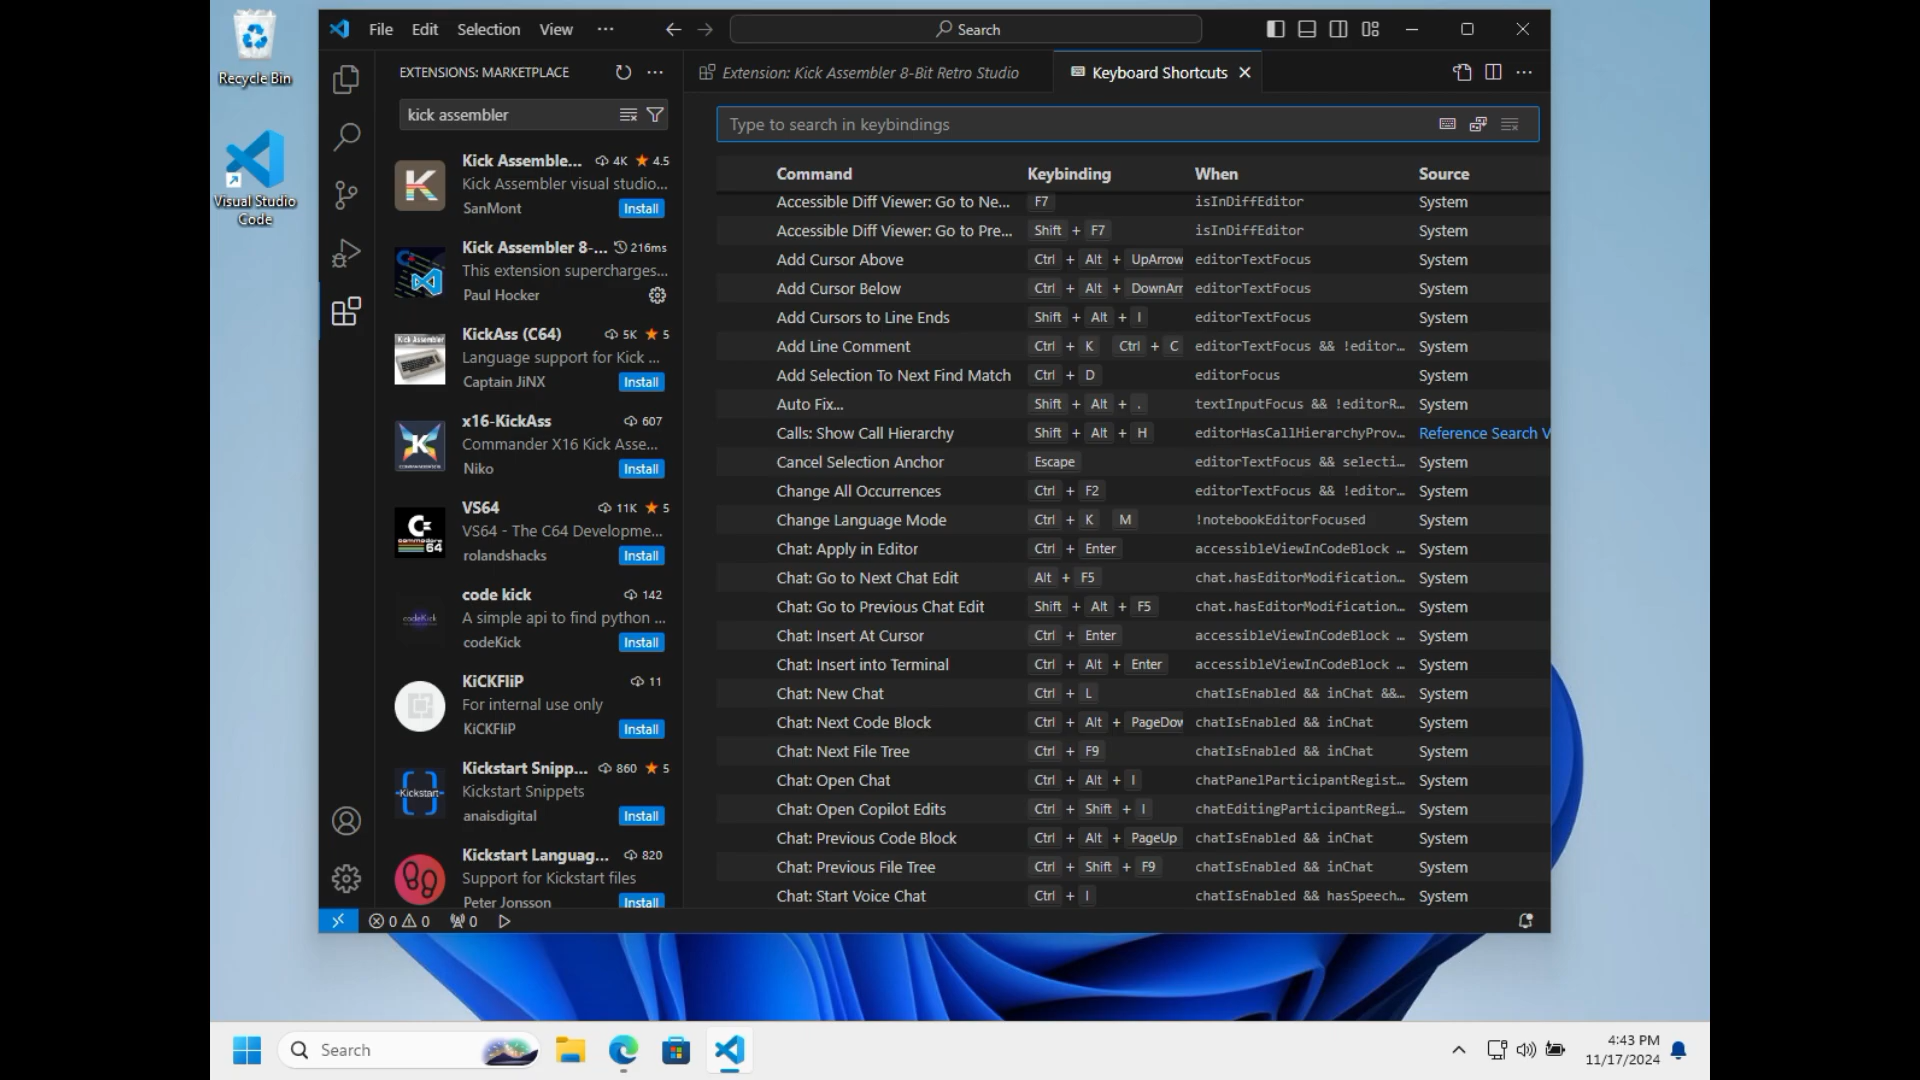 Recycle Bin
Visual Studio
Code
File Edit Selection View ···
Search
EXTENSIONS: MARKETPLACE
kick assembler
Kick Assemble... 4K ★ 4.5
Kick Assembler visual studio...
SanMont Install
Kick Assembler 8-... 216ms
This extension supercharges...
Paul Hocker
KickAss (C64) 5K ★ 5
Language support for Kick ...
Captain JiNX Install
x16-KickAss 607
Commander X16 Kick Asse...
Niko Install
VS64 11K ★ 5
VS64 - The C64 Developme...
rolandshacks Install
code kick 142
A simple api to find python ...
codeKick Install
KiCKFliP 11
For internal use only
KiCKFliP Install
Kickstart Snipp... 860 ★ 5
Kickstart Snippets
anaisdigital Install
Kickstart Languag... 820
Support for Kickstart files
Peter Jonsson Install
K
Kick Assembler
K
C=
commodore
64
codeKick
Kickstart
Extension: Kick Assembler 8-Bit Retro Studio
Keyboard Shortcuts
Type to search in keybindings
Command Keybinding When Source
Accessible Diff Viewer: Go to Ne... F7 isInDiffEditor System
Accessible Diff Viewer: Go to Pre... Shift + F7 isInDiffEditor System
Add Cursor Above Ctrl + Alt + UpArrow editorTextFocus System
Add Cursor Below Ctrl + Alt + DownArr editorTextFocus System
Add Cursors to Line Ends Shift + Alt + I editorTextFocus System
Add Line Comment Ctrl + K Ctrl + C editorTextFocus && !editor... System
Add Selection To Next Find Match Ctrl + D editorFocus System
Auto Fix... Shift + Alt + . textInputFocus && !editorR... System
Calls: Show Call Hierarchy Shift + Alt + H editorHasCallHierarchyProv... Reference Search V
Cancel Selection Anchor Escape editorTextFocus && selecti... System
Change All Occurrences Ctrl + F2 editorTextFocus && !editor... System
Change Language Mode Ctrl + K M !notebookEditorFocused System
Chat: Apply in Editor Ctrl + Enter accessibleViewInCodeBlock ... System
Chat: Go to Next Chat Edit Alt + F5 chat.hasEditorModification... System
Chat: Go to Previous Chat Edit Shift + Alt + F5 chat.hasEditorModification... System
Chat: Insert At Cursor Ctrl + Enter accessibleViewInCodeBlock ... System
Chat: Insert into Terminal Ctrl + Alt + Enter accessibleViewInCodeBlock ... System
Chat: New Chat Ctrl + L chatIsEnabled && inChat &&... System
Chat: Next Code Block Ctrl + Alt + PageDow chatIsEnabled && inChat System
Chat: Next File Tree Ctrl + F9 chatIsEnabled && inChat System
Chat: Open Chat Ctrl + Alt + I chatPanelParticipantRegist... System
Chat: Open Copilot Edits Ctrl + Shift + I chatEditingParticipantRegi... System
Chat: Previous Code Block Ctrl + Alt + PageUp chatIsEnabled && inChat System
Chat: Previous File Tree Ctrl + Shift + F9 chatIsEnabled && inChat System
Chat: Start Voice Chat Ctrl + I chatIsEnabled && hasSpeech... System
0 0 0
Search
4:43 PM
11/17/2024